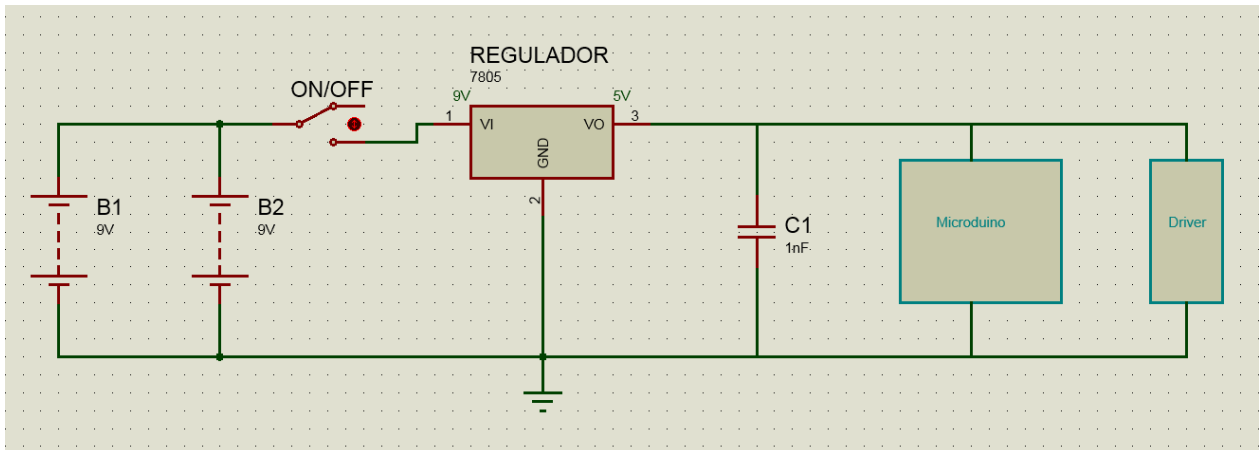 REGULADOR
7805
ON/OFF
9V
5V
1
VI
VO
3
GND
2
B1
9V
B2
9V
C1
1nF
Microduino
Driver